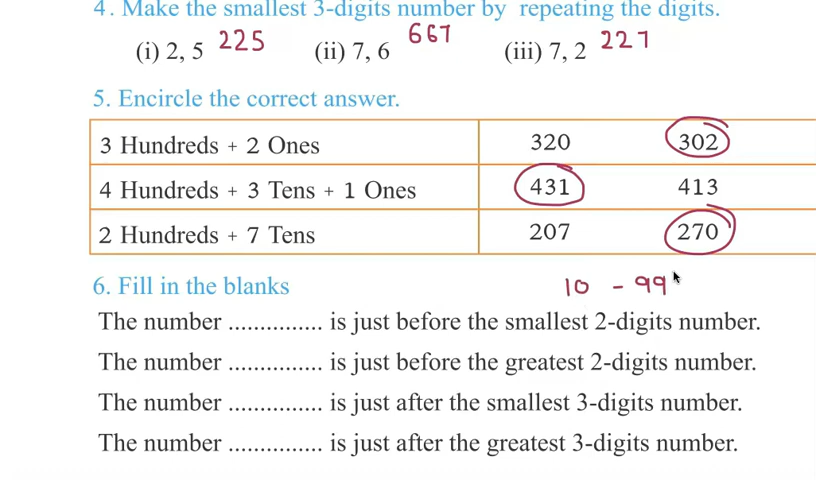 4. Make the smallest 3-digits number by repeating the digits.
(i) 2, 5 225 (ii) 7, 6 667 (iii) 7, 2 227
5. Encircle the correct answer.
3 Hundreds + 2 Ones 320 302
4 Hundreds + 3 Tens + 1 Ones 431 413
2 Hundreds + 7 Tens 207 270
6. Fill in the blanks 10 - 99
The number ............... is just before the smallest 2-digits number.
The number ............... is just before the greatest 2-digits number.
The number ............... is just after the smallest 3-digits number.
The number ............... is just after the greatest 3-digits number.